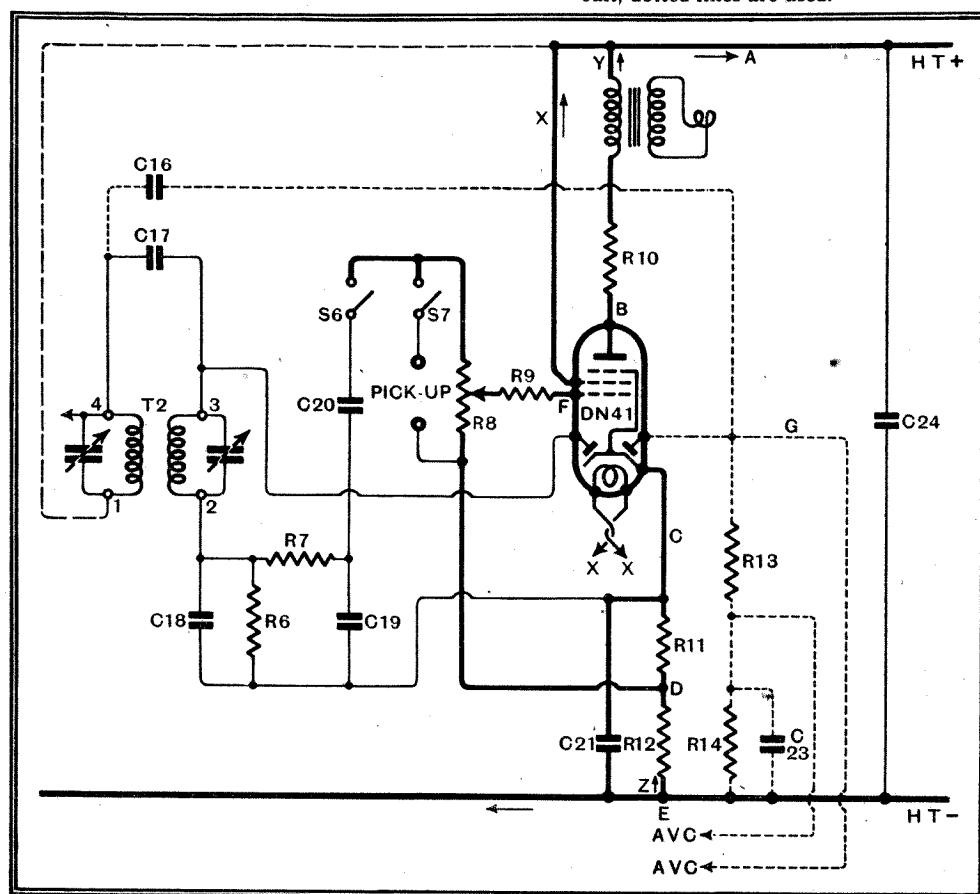 dotted lines are used.
A
HT+
Y
X
C16
C17
R10
S6
S7
B
PICK-UP
R9
F
DN41
C20
R8
G
C24
4
T2
3
1
2
C
R7
X X
R13
C18
R6
C19
R11
D
C21
R12
R14
C
23
Z
E
HT-
AVC
AVC